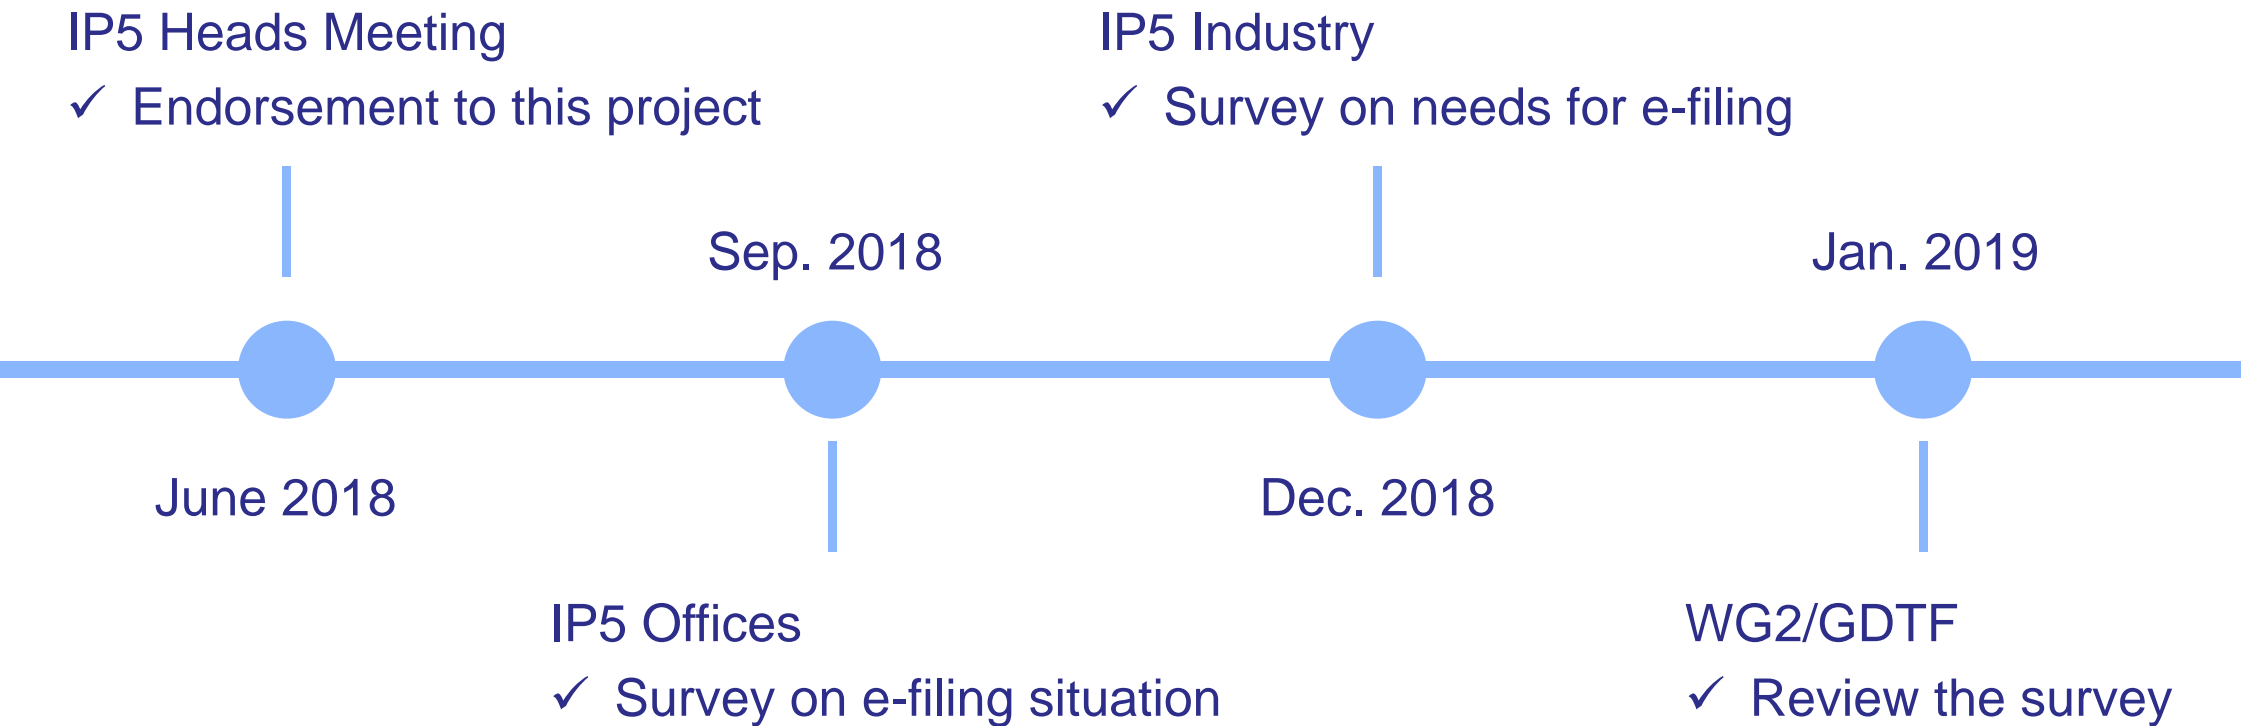 IP5 Heads Meeting
✓ Endorsement to this project
IP5 Industry
✓ Survey on needs for e-filing
Sep. 2018
Jan. 2019
June 2018
Dec. 2018
IP5 Offices
✓ Survey on e-filing situation
WG2/GDTF
✓ Review the survey